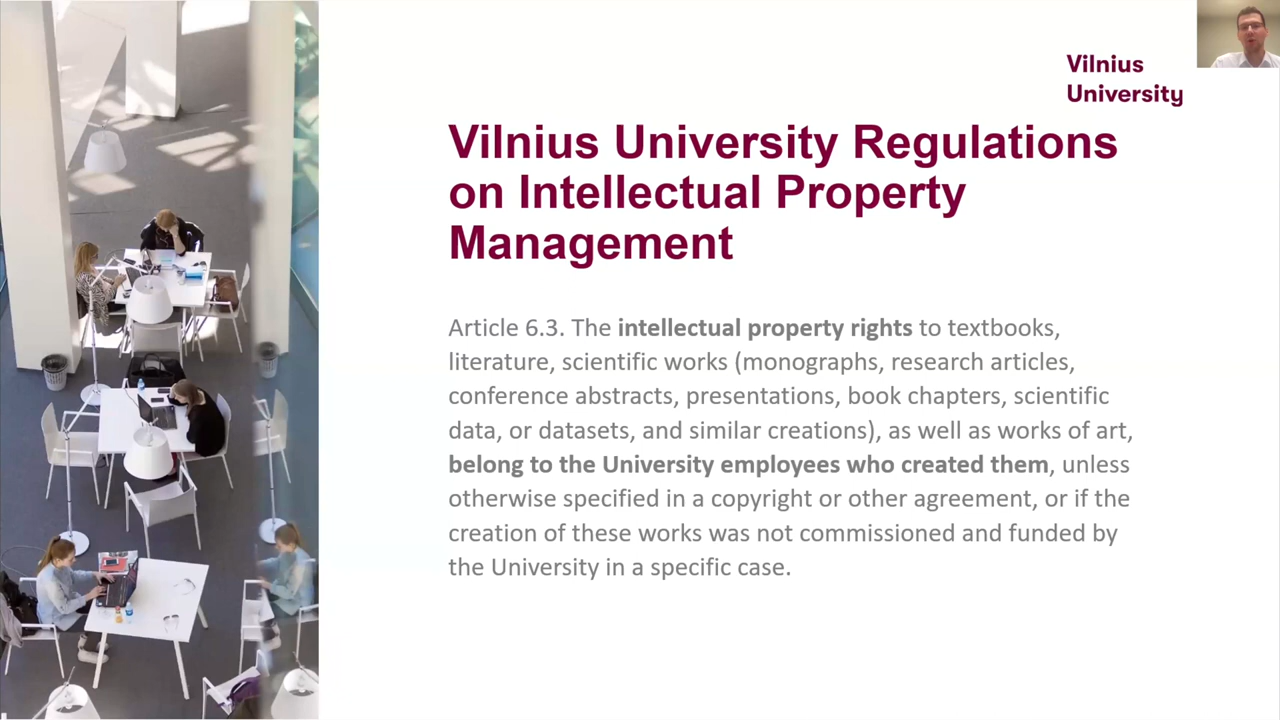 Vilnius
University
Vilnius University Regulations
on Intellectual Property
Management
Article 6.3. The intellectual property rights to textbooks,
literature, scientific works (monographs, research articles,
conference abstracts, presentations, book chapters, scientific
data, or datasets, and similar creations), as well as works of art,
belong to the University employees who created them, unless
otherwise specified in a copyright or other agreement, or if the
creation of these works was not commissioned and funded by
the University in a specific case.